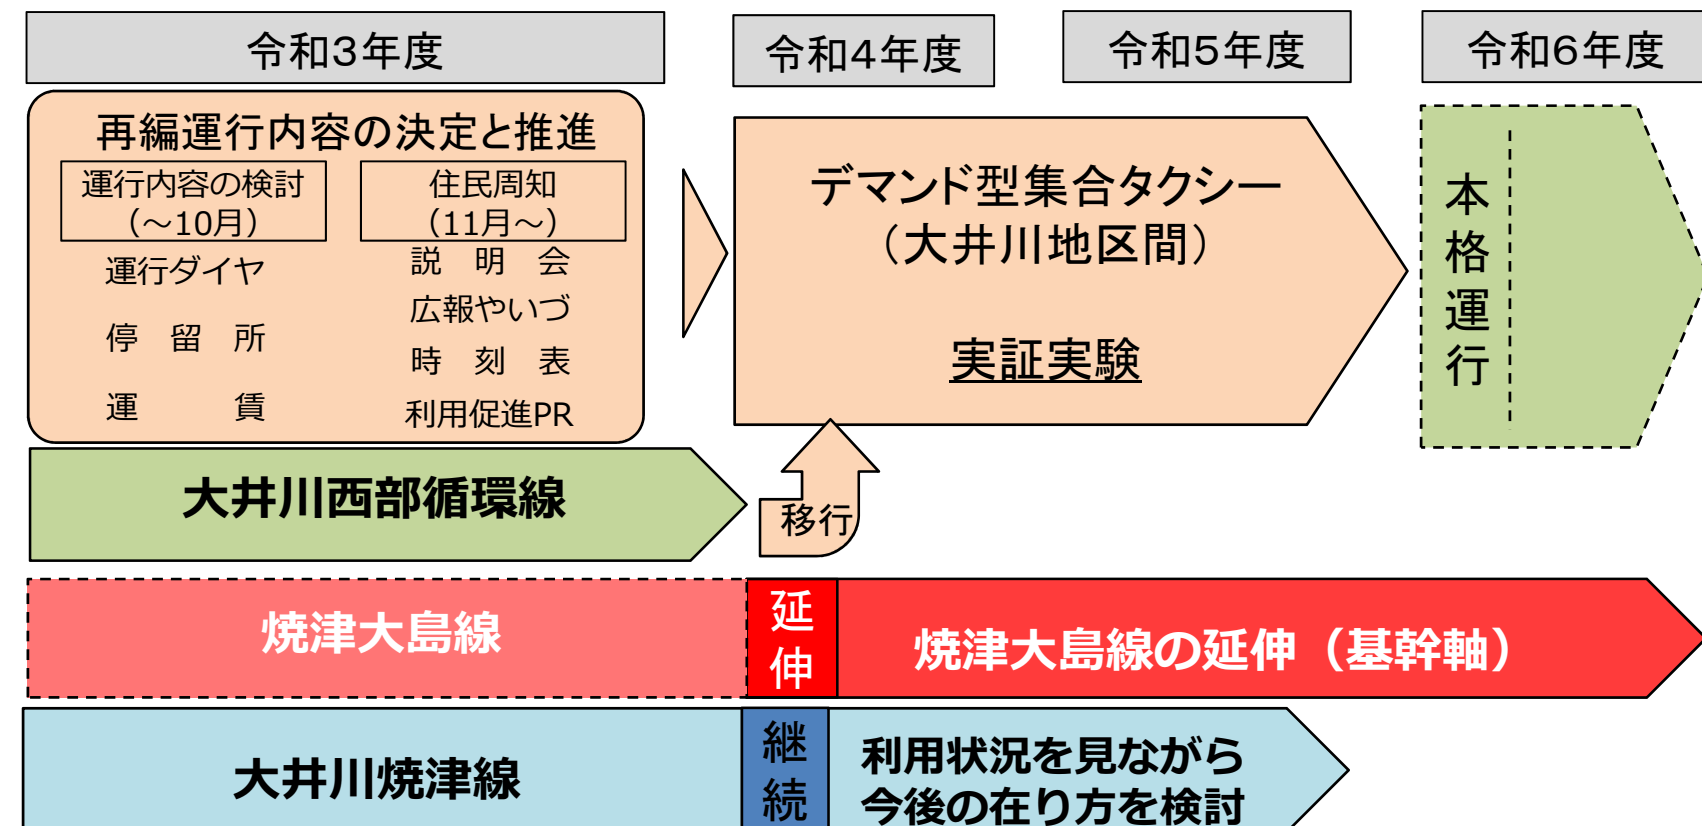 令和3年度
令和4年度
令和5年度
令和6年度
再編運行内容の決定と推進
運行内容の検討
（～10月）
運行ダイヤ
停　留　所
運　　　賃
住民周知
（11月～）
説　明　会
広報やいづ
時　刻　表
利用促進PR
デマンド型集合タクシー
（大井川地区間）
実証実験
本格運行
大井川西部循環線
移行
焼津大島線
延伸
焼津大島線の延伸（基幹軸）
大井川焼津線
継続
利用状況を見ながら
今後の在り方を検討